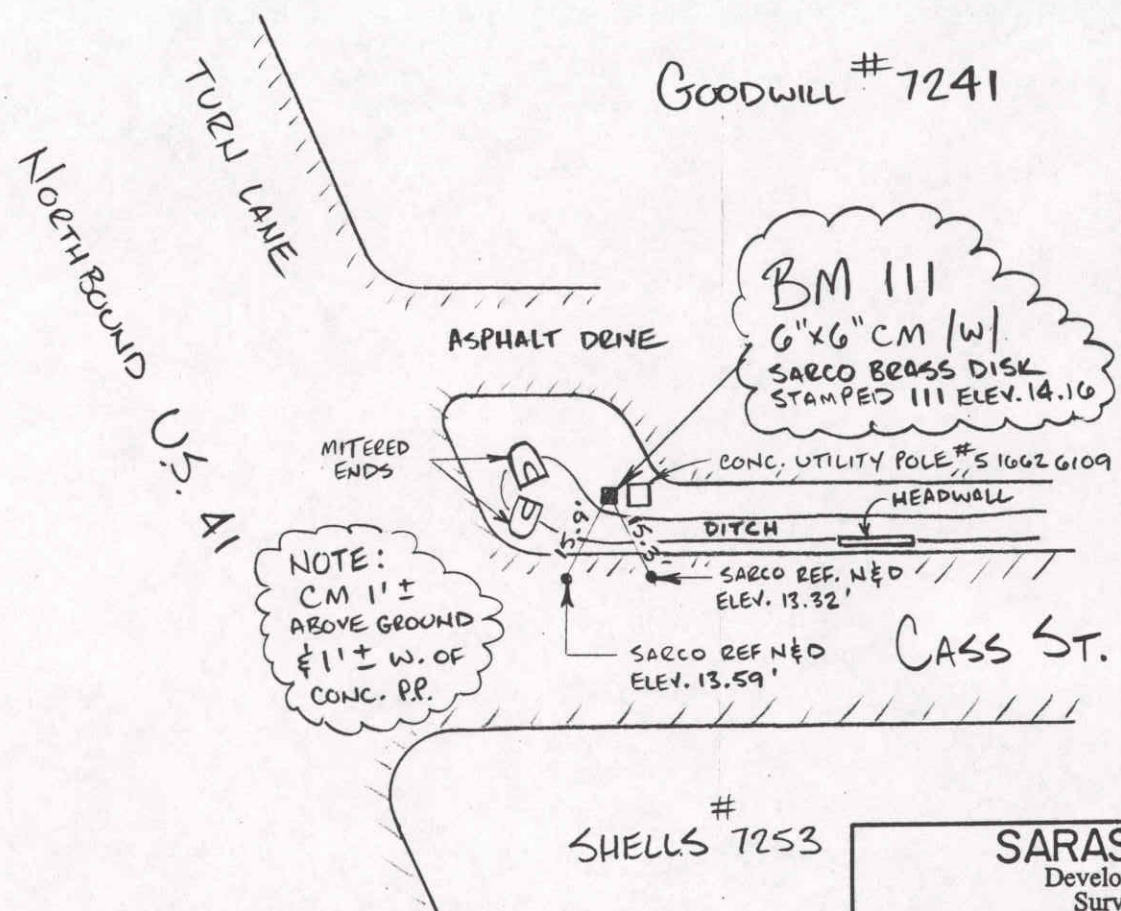 GOODWILL # 7241
TURN LANE
NORTHBOUND U.S. 41
ASPHALT DRIVE
BM 111
6"x6" CM /W/
SARCO BRASS DISK
STAMPED 111 ELEV. 14.16
MITERED
ENDS
CONC. UTILITY POLE # 5 1662 6109
HEADWALL
DITCH
15.3'
SARCO REF. N&D
ELEV. 13.32'
NOTE:
CM 1'±
ABOVE GROUND
& 1'± W. OF
CONC. P.P.
SARCO REF N&D
ELEV. 13.59'
CASS ST.
SHELLS # 7253
SARAS
Develo
Surv